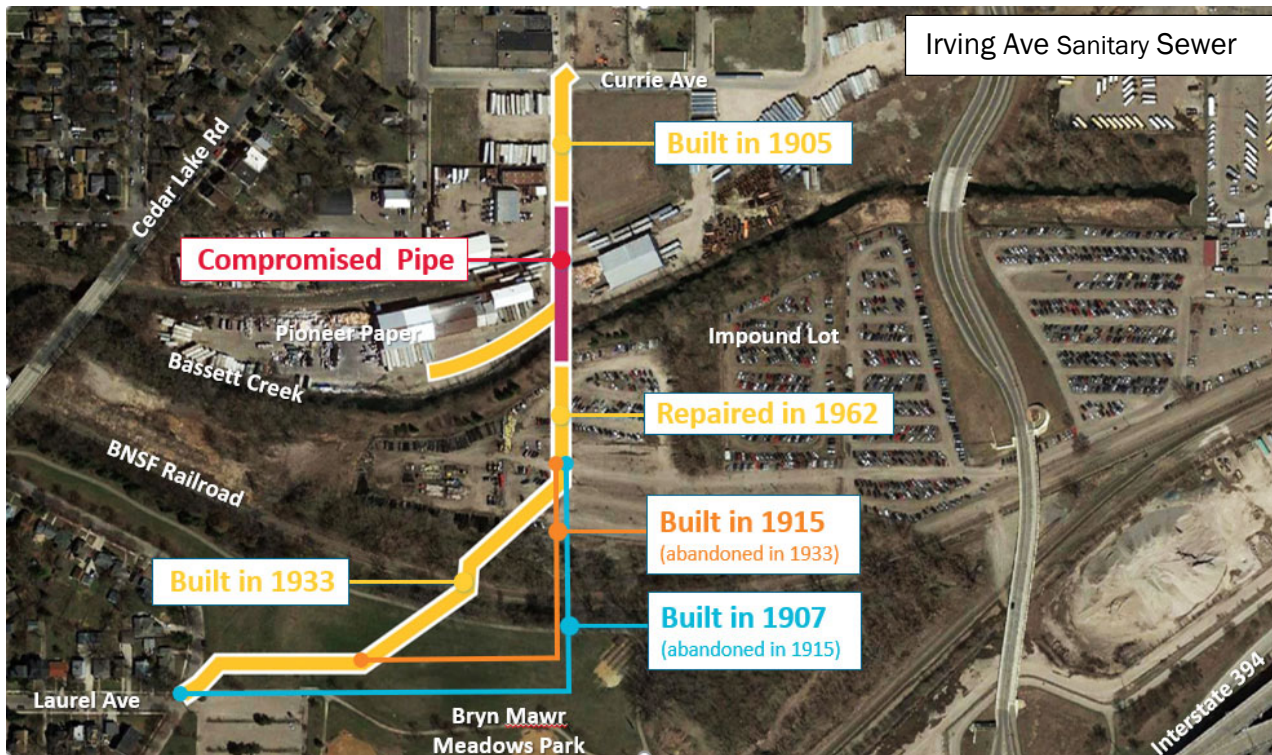 Irving Ave Sanitary Sewer
Currie Ave
Built in 1905
Cedar Lake Rd
Compromised Pipe
Pioneer Paper
Impound Lot
Bassett Creek
Repaired in 1962
BNSF Railroad
Built in 1915
(abandoned in 1933)
Built in 1933
Built in 1907
(abandoned in 1915)
Laurel Ave
Bryn Mawr
Meadows Park
Interstate 394